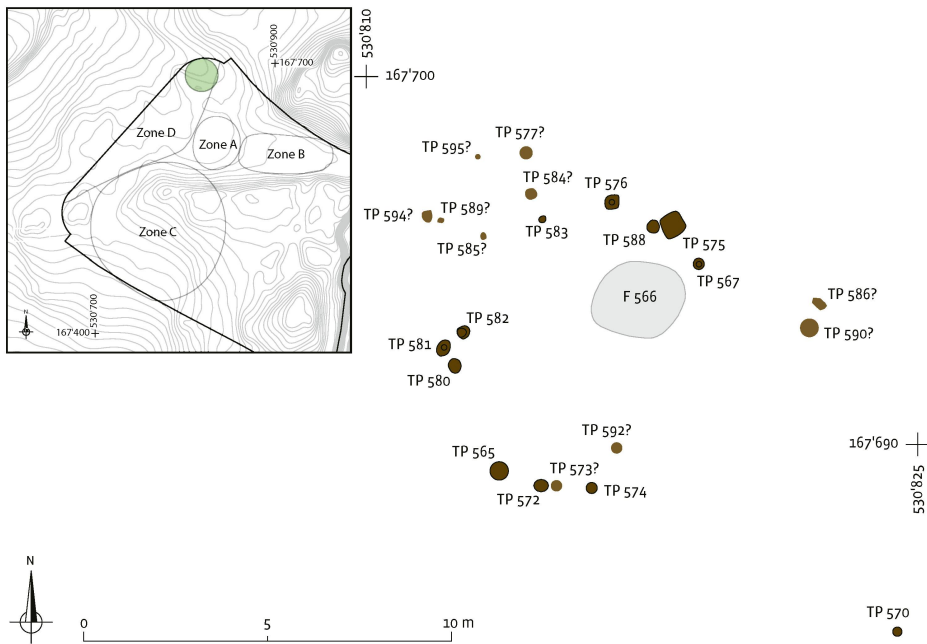 530'810
167'700
530'900
167'700
Zone D
Zone A
Zone B
Zone C
530'700
167'400
N
TP 577?
TP 595?
TP 584?
TP 576
TP 594?
TP 589?
TP 583
TP 588
TP 575
TP 585?
TP 567
F 566
TP 586?
TP 582
TP 590?
TP 581
TP 580
TP 592?
167'690
530'825
TP 565
TP 573?
TP 572
TP 574
N
TP 570
0
5
10 m